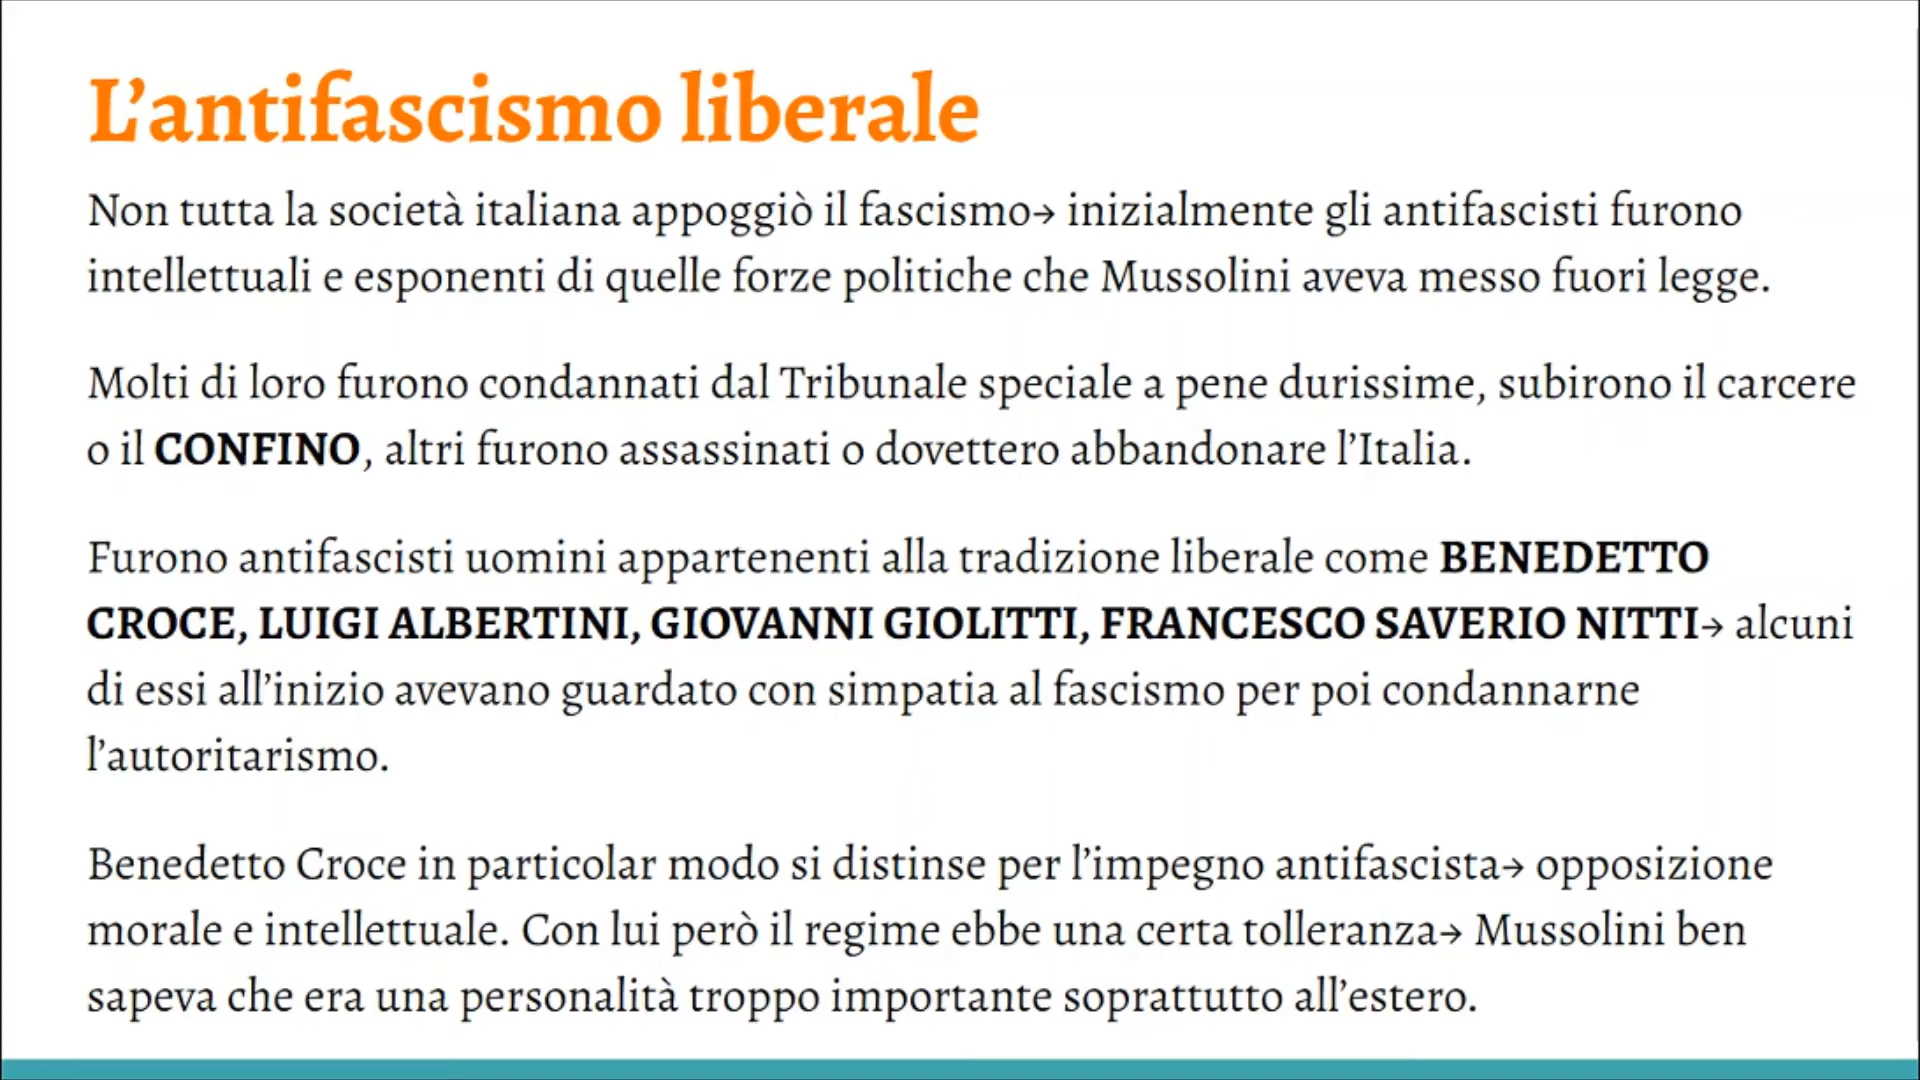 L’antifascismo liberale
Non tutta la società italiana appoggiò il fascismo→ inizialmente gli antifascisti furono
intellettuali e esponenti di quelle forze politiche che Mussolini aveva messo fuori legge.
Molti di loro furono condannati dal Tribunale speciale a pene durissime, subirono il carcere
o il CONFINO, altri furono assassinati o dovettero abbandonare l’Italia.
Furono antifascisti uomini appartenenti alla tradizione liberale come BENEDETTO
CROCE, LUIGI ALBERTINI, GIOVANNI GIOLITTI, FRANCESCO SAVERIO NITTI→ alcuni
di essi all’inizio avevano guardato con simpatia al fascismo per poi condannarne
l’autoritarismo.
Benedetto Croce in particolar modo si distinse per l’impegno antifascista→ opposizione
morale e intellettuale. Con lui però il regime ebbe una certa tolleranza→ Mussolini ben
sapeva che era una personalità troppo importante soprattutto all’estero.